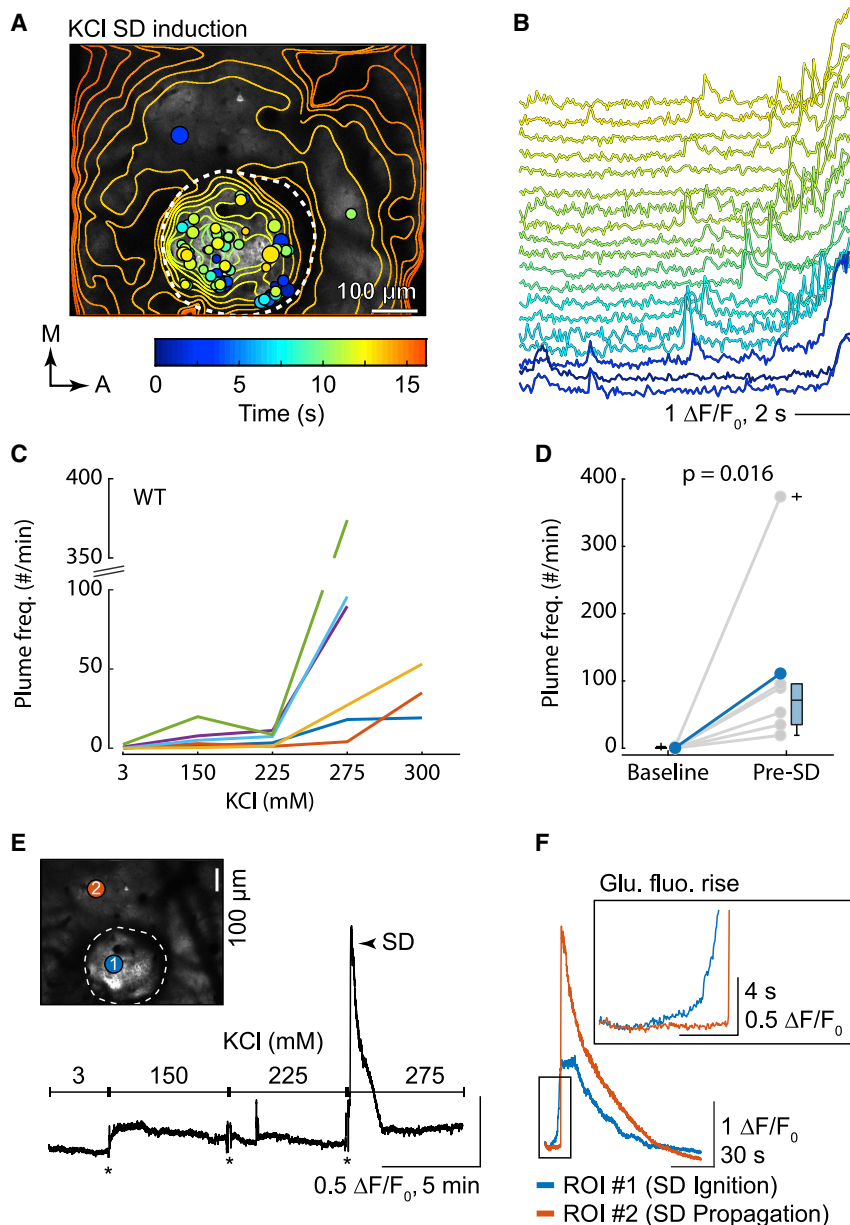 A
KCl SD induction
100 µm
M
A
0 5 10 15
Time (s)
B
1 ΔF/F0, 2 s
C
WT
Plume freq. (#/min)
400
350
100
50
0
3 150 225 275 300
KCl (mM)
D
p = 0.016
Plume freq. (#/min)
400
300
200
100
0
Baseline Pre-SD
E
2
1
100 µm
SD
KCl (mM)
3 150 225 275
* * *
0.5 ΔF/F0, 5 min
F
Glu. fluo. rise
4 s
0.5 ΔF/F0
1 ΔF/F0
30 s
ROI #1 (SD Ignition)
ROI #2 (SD Propagation)